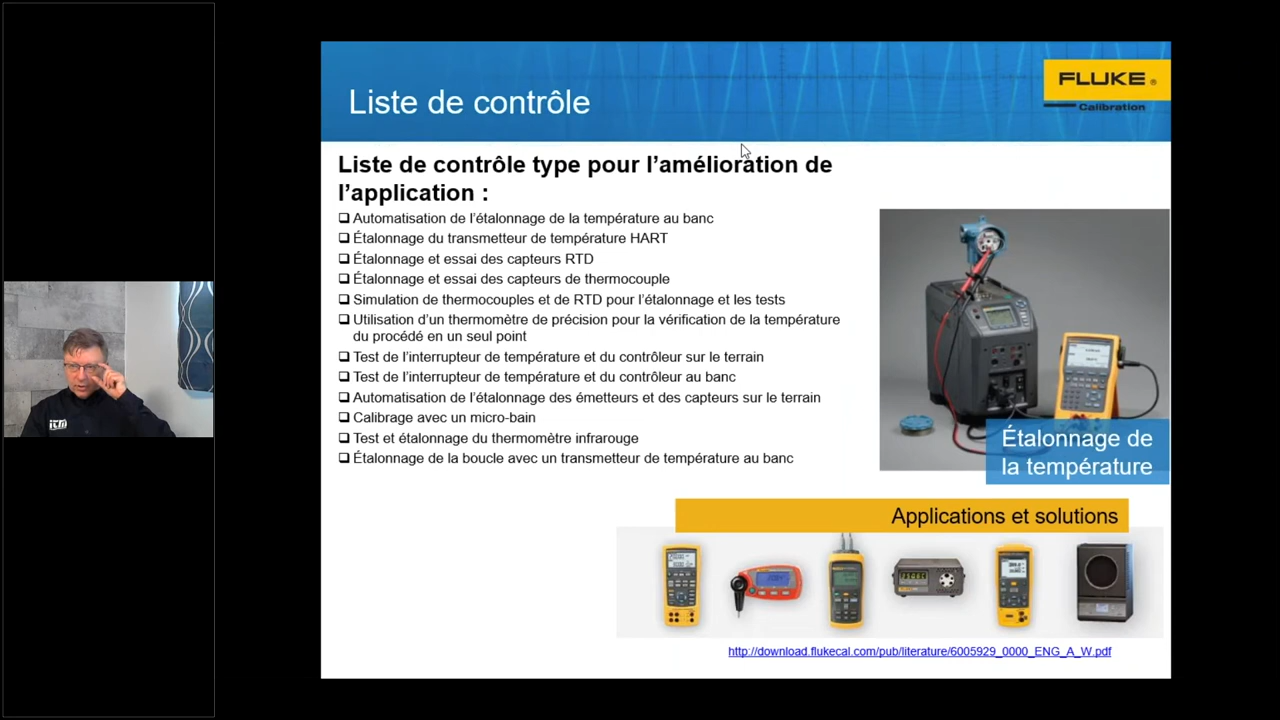 Liste de contrôle
FLUKE®
Calibration
Liste de contrôle type pour l’amélioration de
l’application :
Automatisation de l’étalonnage de la température au banc
Étalonnage du transmetteur de température HART
Étalonnage et essai des capteurs RTD
Étalonnage et essai des capteurs de thermocouple
Simulation de thermocouples et de RTD pour l’étalonnage et les tests
Utilisation d’un thermomètre de précision pour la vérification de la température
du procédé en un seul point
Test de l’interrupteur de température et du contrôleur sur le terrain
Test de l’interrupteur de température et du contrôleur au banc
Automatisation de l’étalonnage des émetteurs et des capteurs sur le terrain
Calibrage avec un micro-bain
Test et étalonnage du thermomètre infrarouge
Étalonnage de la boucle avec un transmetteur de température au banc
Étalonnage de
la température
itm
Applications et solutions
http://download.flukecal.com/pub/literature/6005929_0000_ENG_A_W.pdf